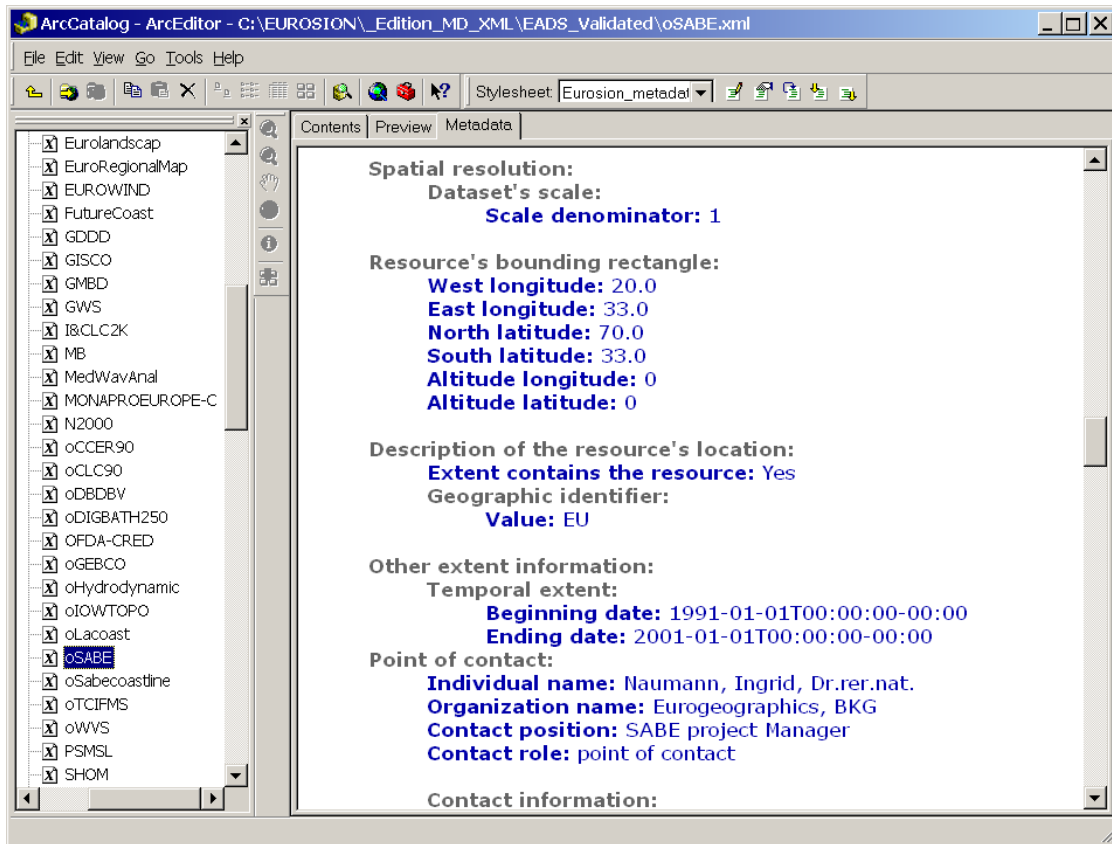 ArcCatalog - ArcEditor - C:\EUROSION\_Edition_MD_XML\EADS_Validated\oSABE.xml
File Edit View Go Tools Help
Stylesheet: Eurosion_metadat
Contents Preview Metadata
Eurolandscap
EuroRegionalMap
EUROWIND
FutureCoast
GDDD
GISCO
GMBD
GWS
I&CLC2K
MB
MedWavAnal
MONAPROEUROPE-C
N2000
oCCER90
oCLC90
oDBDBV
oDIGBATH250
OFDA-CRED
oGEBCO
oHydrodynamic
oIOWTOPO
oLacoast
oSABE
oSabecoastline
oTCIFMS
oWVS
PSMSL
SHOM
Spatial resolution:
Dataset's scale:
Scale denominator: 1
Resource's bounding rectangle:
West longitude: 20.0
East longitude: 33.0
North latitude: 70.0
South latitude: 33.0
Altitude longitude: 0
Altitude latitude: 0
Description of the resource's location:
Extent contains the resource: Yes
Geographic identifier:
Value: EU
Other extent information:
Temporal extent:
Beginning date: 1991-01-01T00:00:00-00:00
Ending date: 2001-01-01T00:00:00-00:00
Point of contact:
Individual name: Naumann, Ingrid, Dr.rer.nat.
Organization name: Eurogeographics, BKG
Contact position: SABE project Manager
Contact role: point of contact
Contact information: